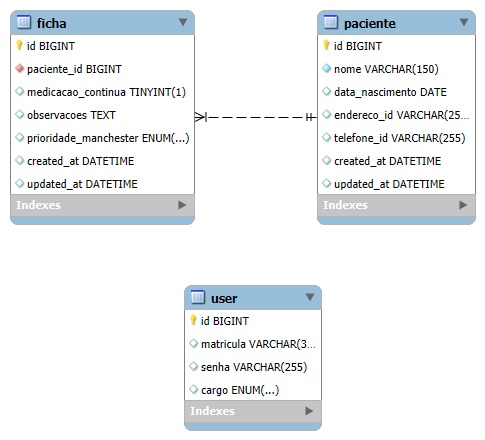 ficha
id BIGINT
paciente_id BIGINT
medicacao_continua TINYINT(1)
observacoes TEXT
prioridade_manchester ENUM(...)
created_at DATETIME
updated_at DATETIME
Indexes
paciente
id BIGINT
nome VARCHAR(150)
data_nascimento DATE
endereco_id VARCHAR(25...
telefone_id VARCHAR(255)
created_at DATETIME
updated_at DATETIME
Indexes
user
id BIGINT
matricula VARCHAR(3...
senha VARCHAR(255)
cargo ENUM(...)
Indexes